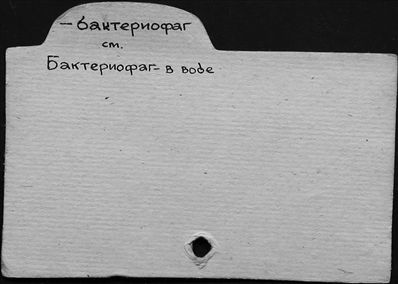 – бактериофаг
см.
Бактериофаг – в воде